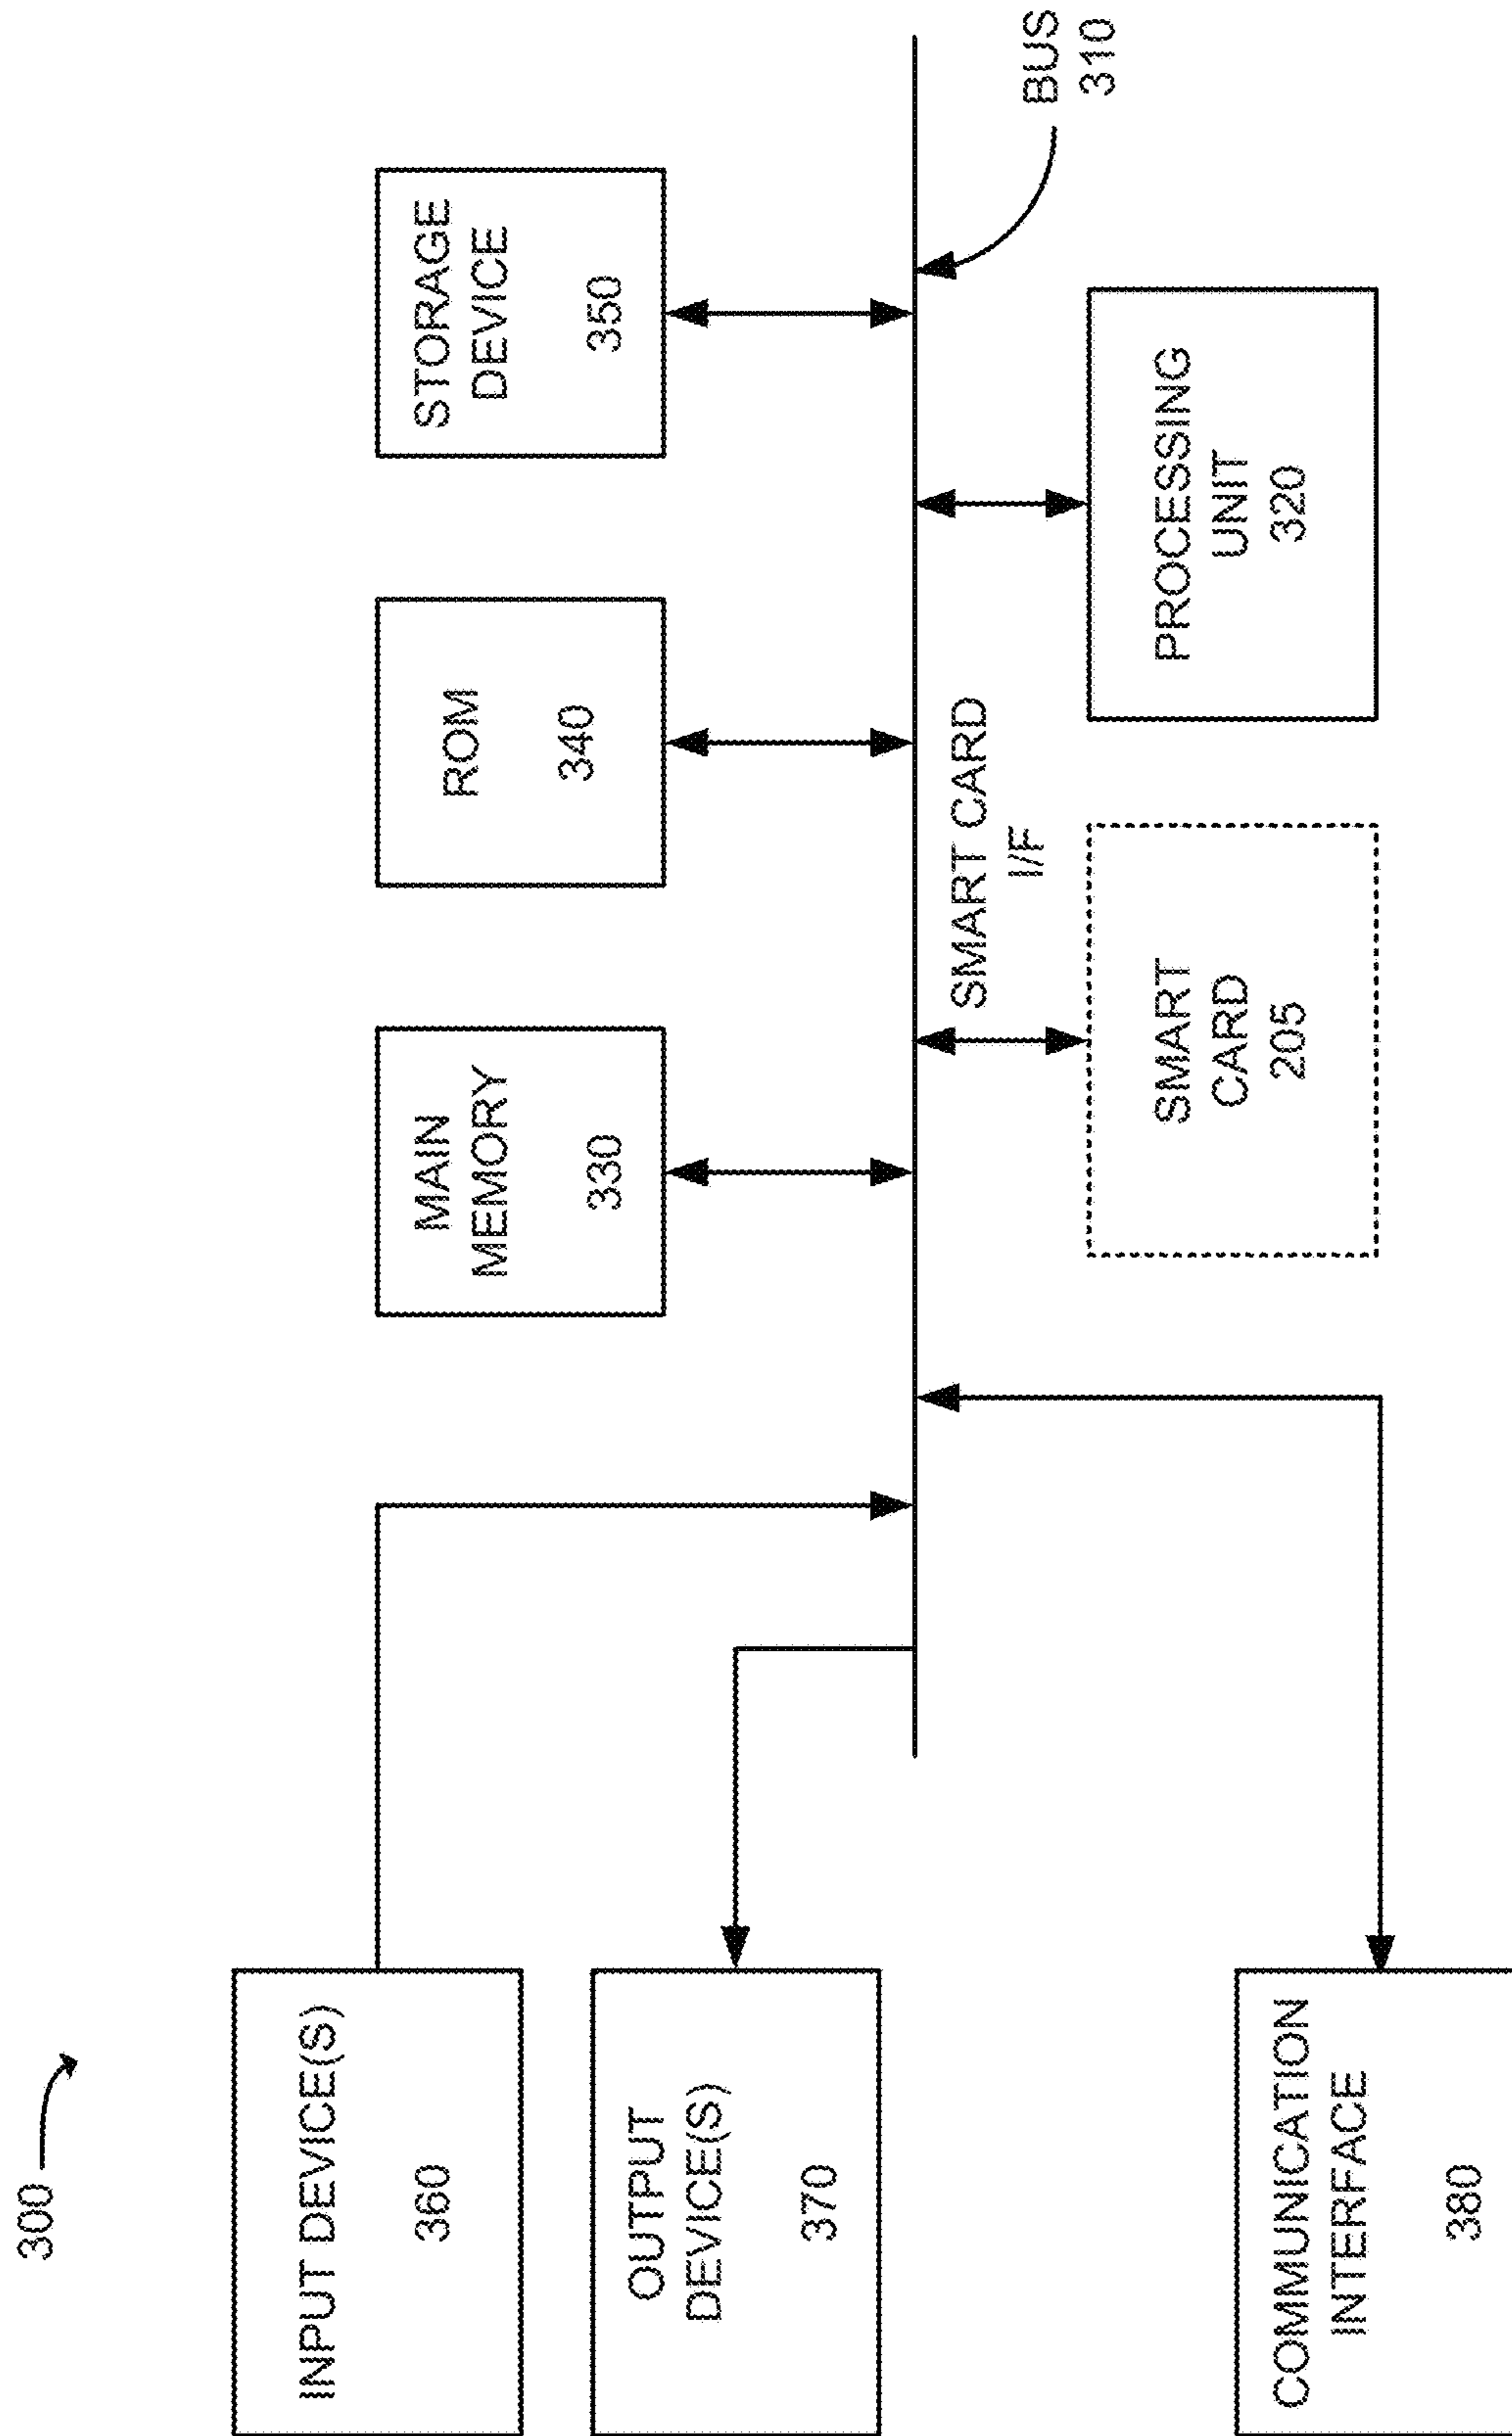 300
INPUT DEVICE(S)
360
OUTPUT
DEVICE(S)
370
COMMUNICATION
INTERFACE
380
MAIN
MEMORY
330
ROM
340
STORAGE
DEVICE
350
SMART CARD
I/F
SMART
CARD
205
PROCESSING
UNIT
320
BUS
310